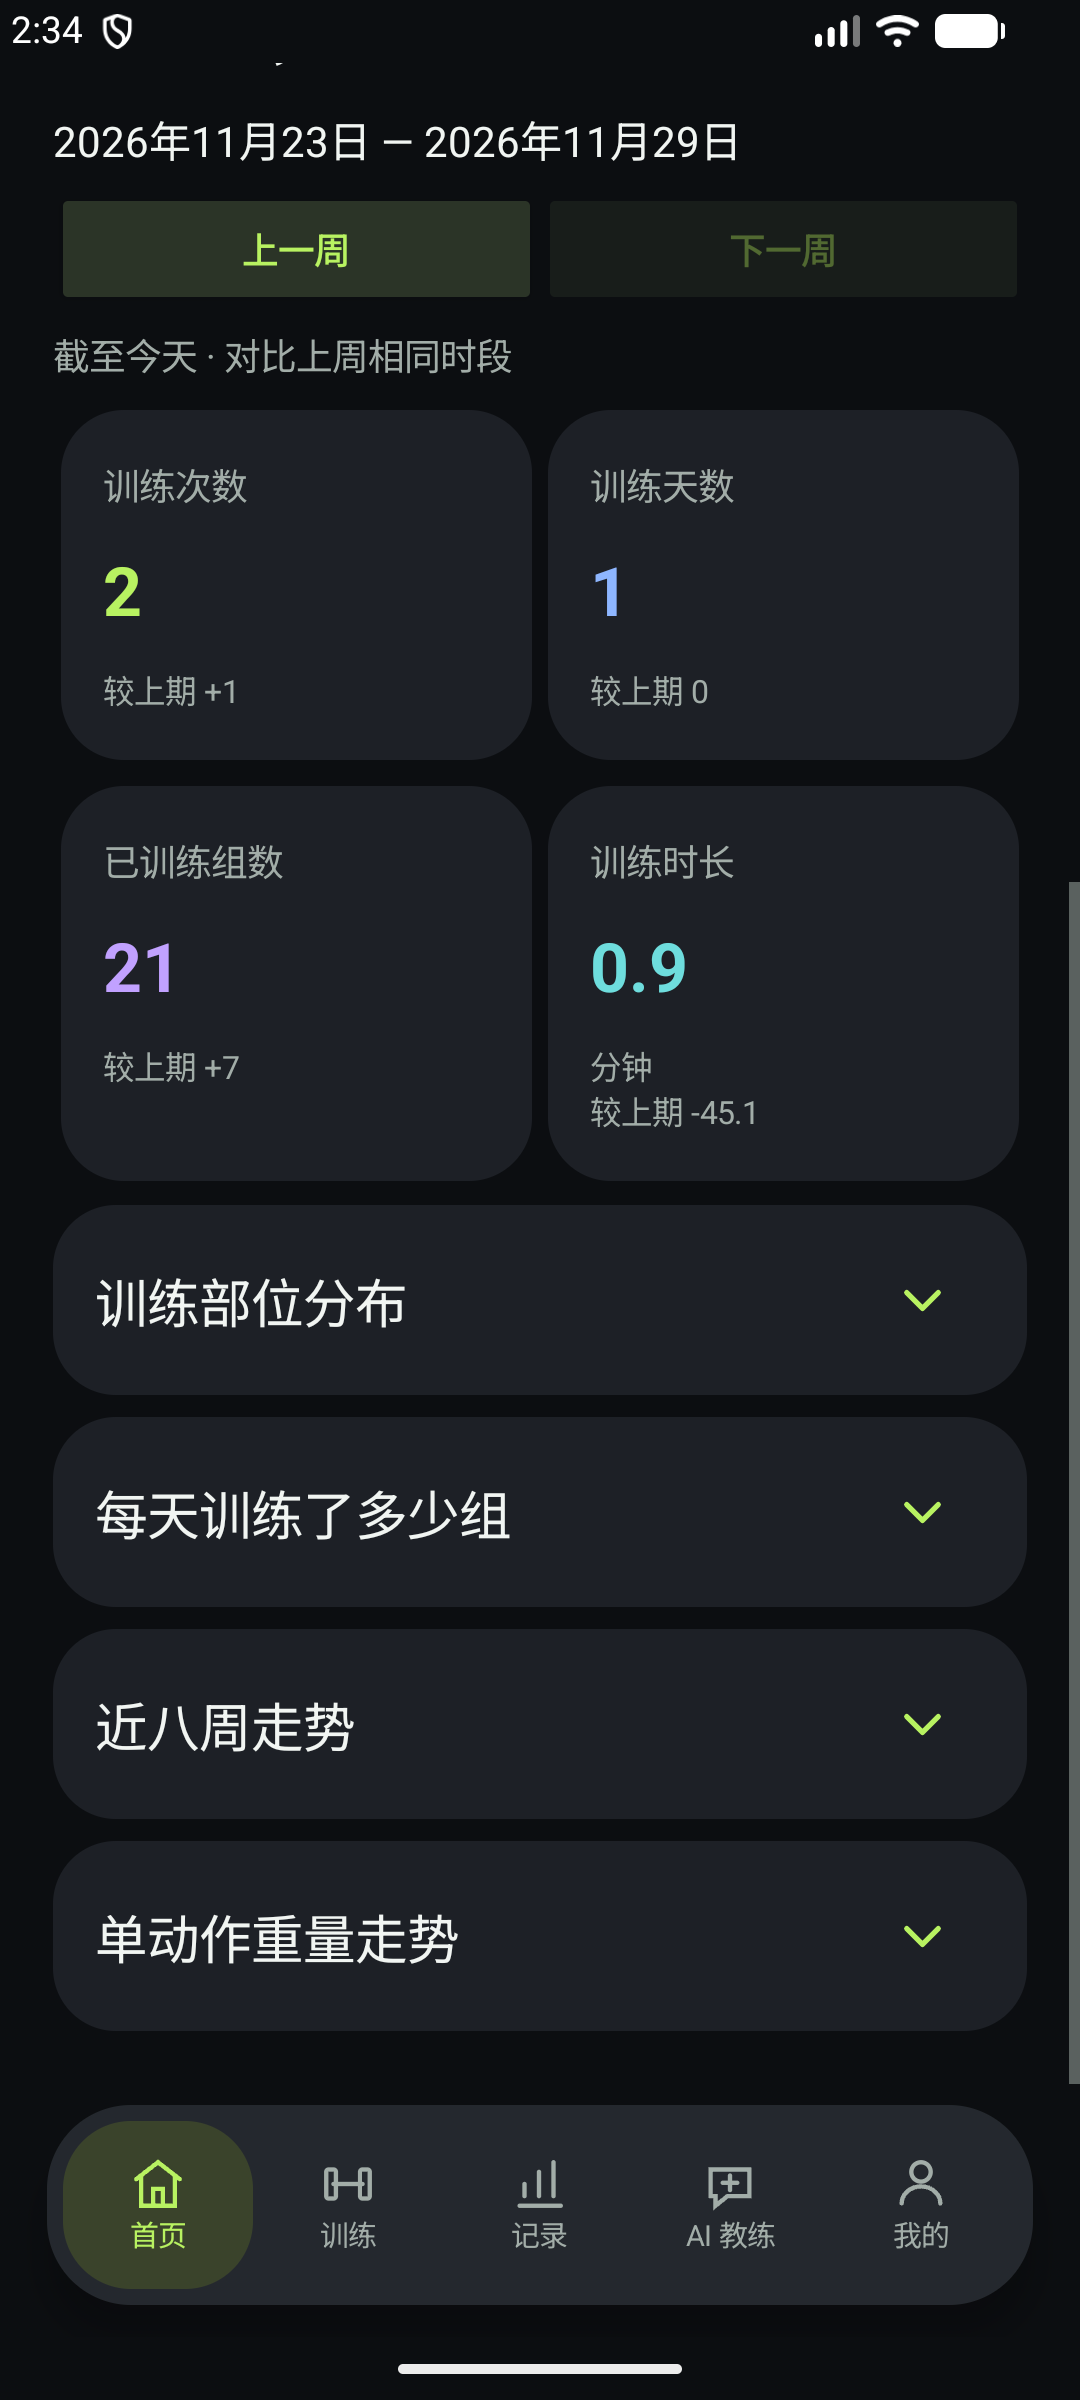 2:34
2026年11月23日 – 2026年11月29日
上一周
下一周
截至今天 · 对比上周相同时段
训练次数
2
较上期 +1
训练天数
1
较上期 0
已训练组数
21
较上期 +7
训练时长
0.9
分钟
较上期 -45.1
训练部位分布
每天训练了多少组
近八周走势
单动作重量走势
首页
训练
记录
AI 教练
我的